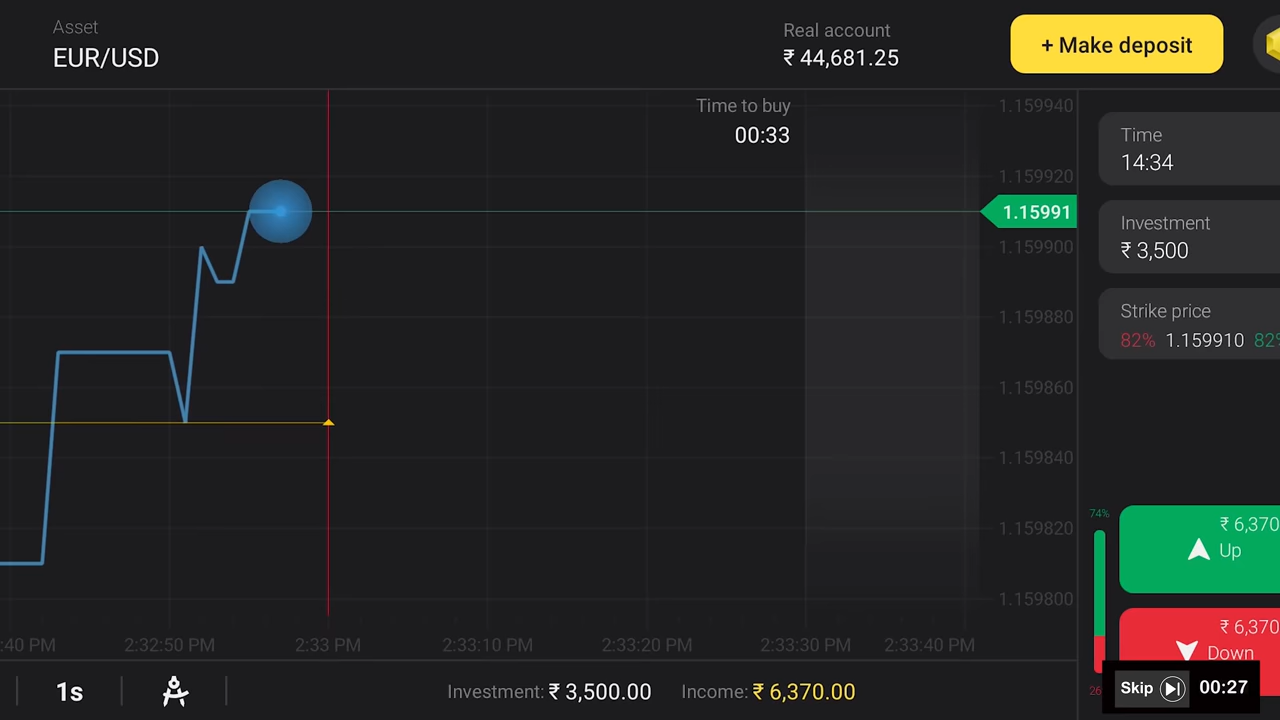 Asset
EUR/USD
Real account
₹ 44,681.25
+ Make deposit
Time to buy
00:33
1.159940
1.159920
1.15991
1.159900
1.159880
1.159860
1.159840
1.159820
1.159800
Time
14:34
Investment
₹ 3,500
Strike price
82% 1.159910 82%
74%
₹ 6,370
Up
₹ 6,370
Down
26
:40 PM 2:32:50 PM 2:33 PM 2:33:10 PM 2:33:20 PM 2:33:30 PM 2:33:40 PM
1s
Investment: ₹ 3,500.00 Income: ₹ 6,370.00
Skip 00:27